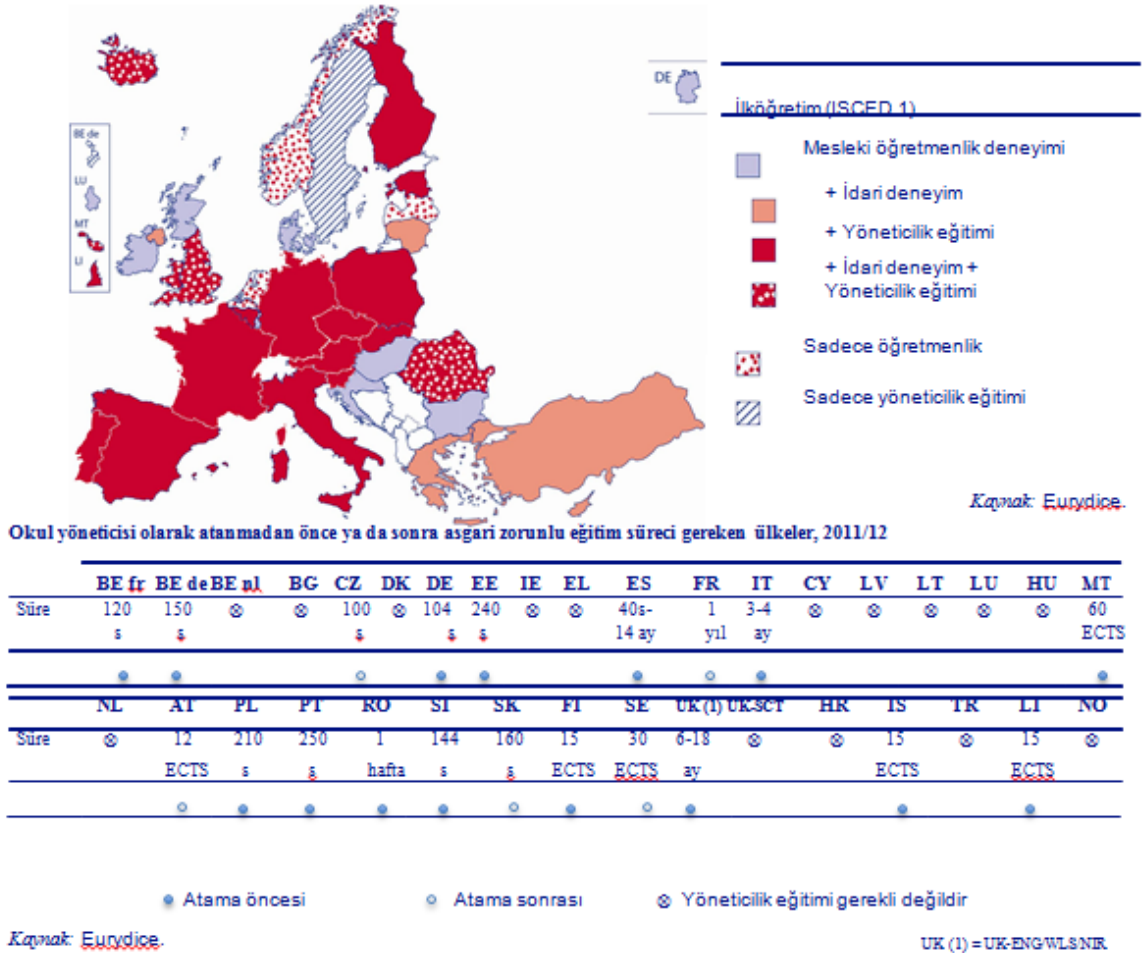 DE
BE de
LU
MT
LI
İlköğretim (ISCED 1)
Mesleki öğretmenlik deneyimi
+ İdari deneyim
+ Yöneticilik eğitimi
+ İdari deneyim +
Yöneticilik eğitimi
Sadece öğretmenlik
Sadece yöneticilik eğitimi
Kaynak: Eurydice.
Okul yöneticisi olarak atanmadan önce ya da sonra asgari zorunlu eğitim süreci gereken ülkeler, 2011/12
BE fr BE de BE nl BG CZ DK DE EE IE EL ES FR IT CY LV LT LU HU MT
Süre 120 150 ⊗ ⊗ 100 ⊗ 104 240 ⊗ ⊗ 40s- 1 3-4 ⊗ ⊗ ⊗ ⊗ ⊗ 60
s s s s s 14 ay yıl ay ECTS
NL AT PL PT RO SI SK FI SE UK (1) UK-SCT HR IS TR LI NO
Süre ⊗ 12 210 250 1 144 160 15 30 6-18 ⊗ ⊗ 15 ⊗ 15 ⊗
ECTS s s hafta s s ECTS ECTS ay ECTS ECTS
Atama öncesi Atama sonrası ⊗ Yöneticilik eğitimi gerekli değildir
Kaynak: Eurydice.
UK (1) = UK-ENG/WLS/NIR